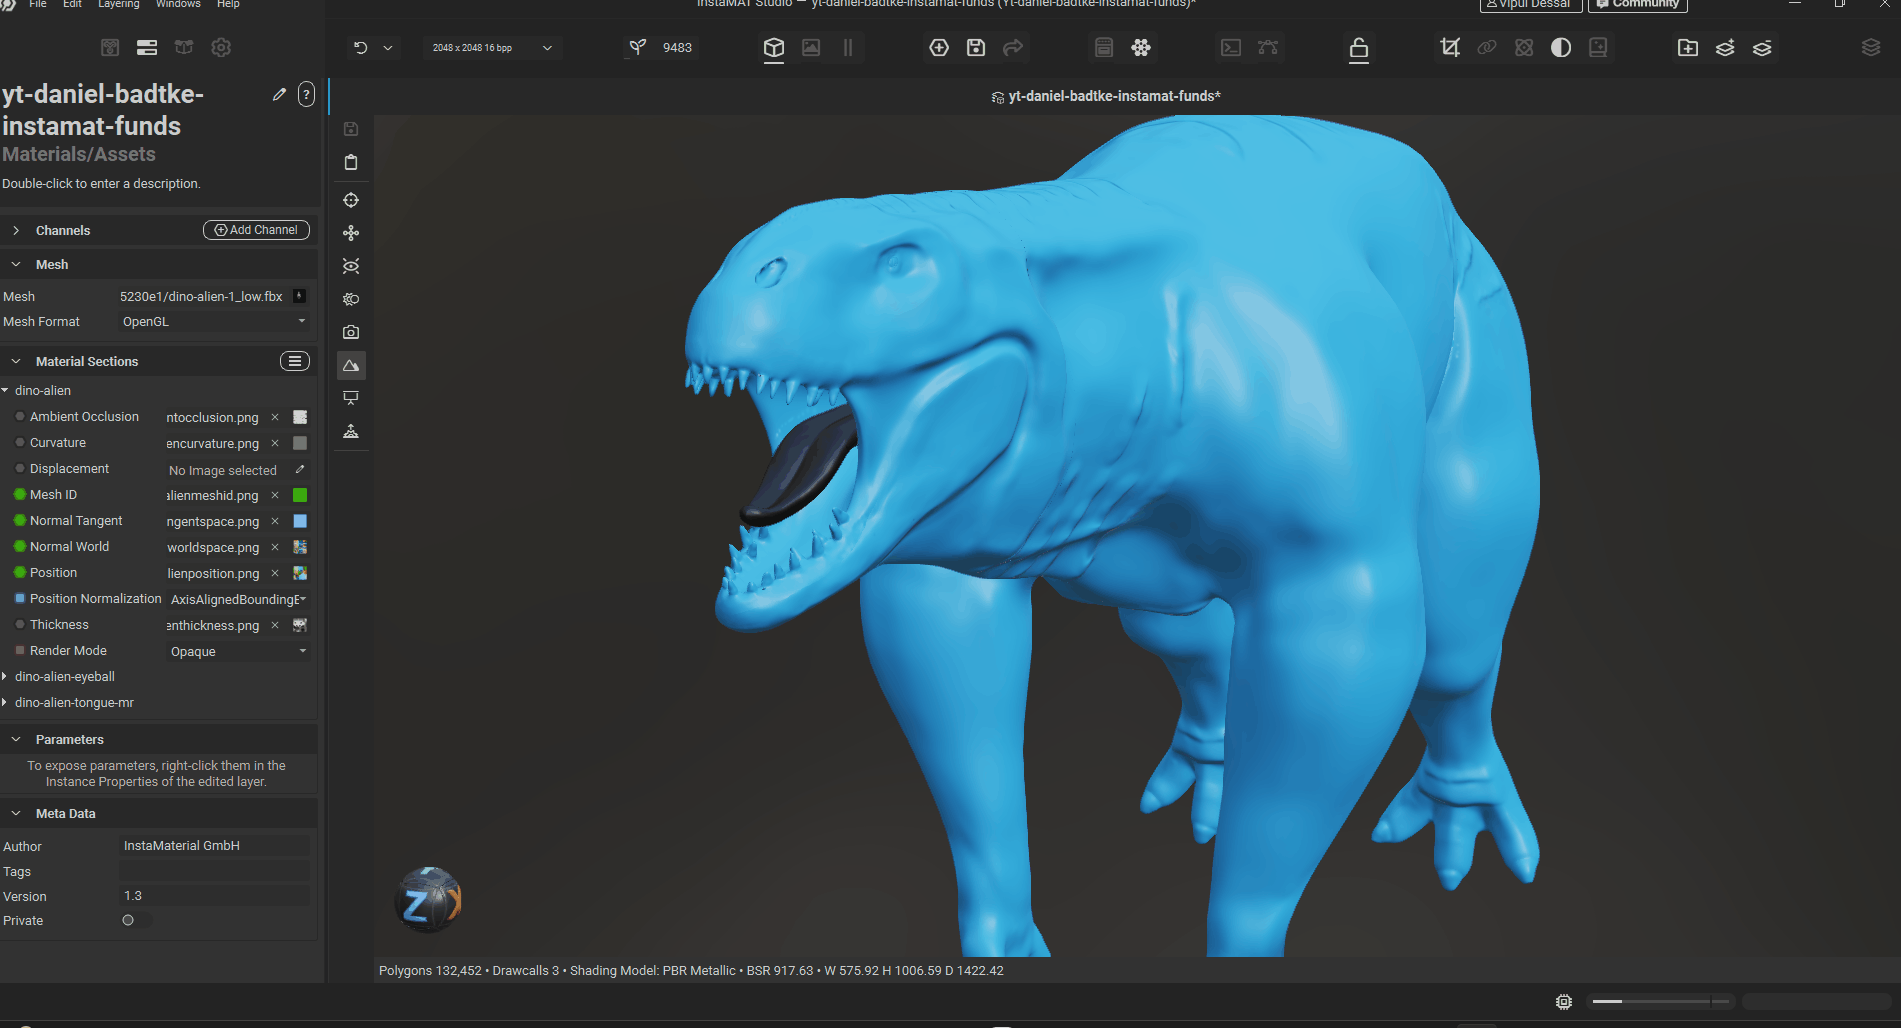 InstaMAT Studio — yt-daniel-badtke-instamat-funds (Yt-daniel-badtke-instamat-funds)*
Vipul Dessai
Community
File Edit Layering Windows Help
2048 x 2048 16 bpp
9483
yt-daniel-badtke-
instamat-funds
?
Materials/Assets
Double-click to enter a description.
yt-daniel-badtke-instamat-funds*
Channels
Add Channel
Mesh
Mesh 5230e1/dino-alien-1_low.fbx
Mesh Format OpenGL
Material Sections
dino-alien
Ambient Occlusion ntocclusion.png
Curvature encurvature.png
Displacement No Image selected
Mesh ID alienmeshid.png
Normal Tangent ngentspace.png
Normal World worldspace.png
Position lienposition.png
Position Normalization AxisAlignedBoundingE
Thickness enthickness.png
Render Mode Opaque
dino-alien-eyeball
dino-alien-tongue-mr
Parameters
To expose parameters, right-click them in the
Instance Properties of the edited layer.
Meta Data
Author InstaMaterial GmbH
Tags
Version 1.3
Private
Z
Polygons 132,452 • Drawcalls 3 • Shading Model: PBR Metallic • BSR 917.63 • W 575.92 H 1006.59 D 1422.42